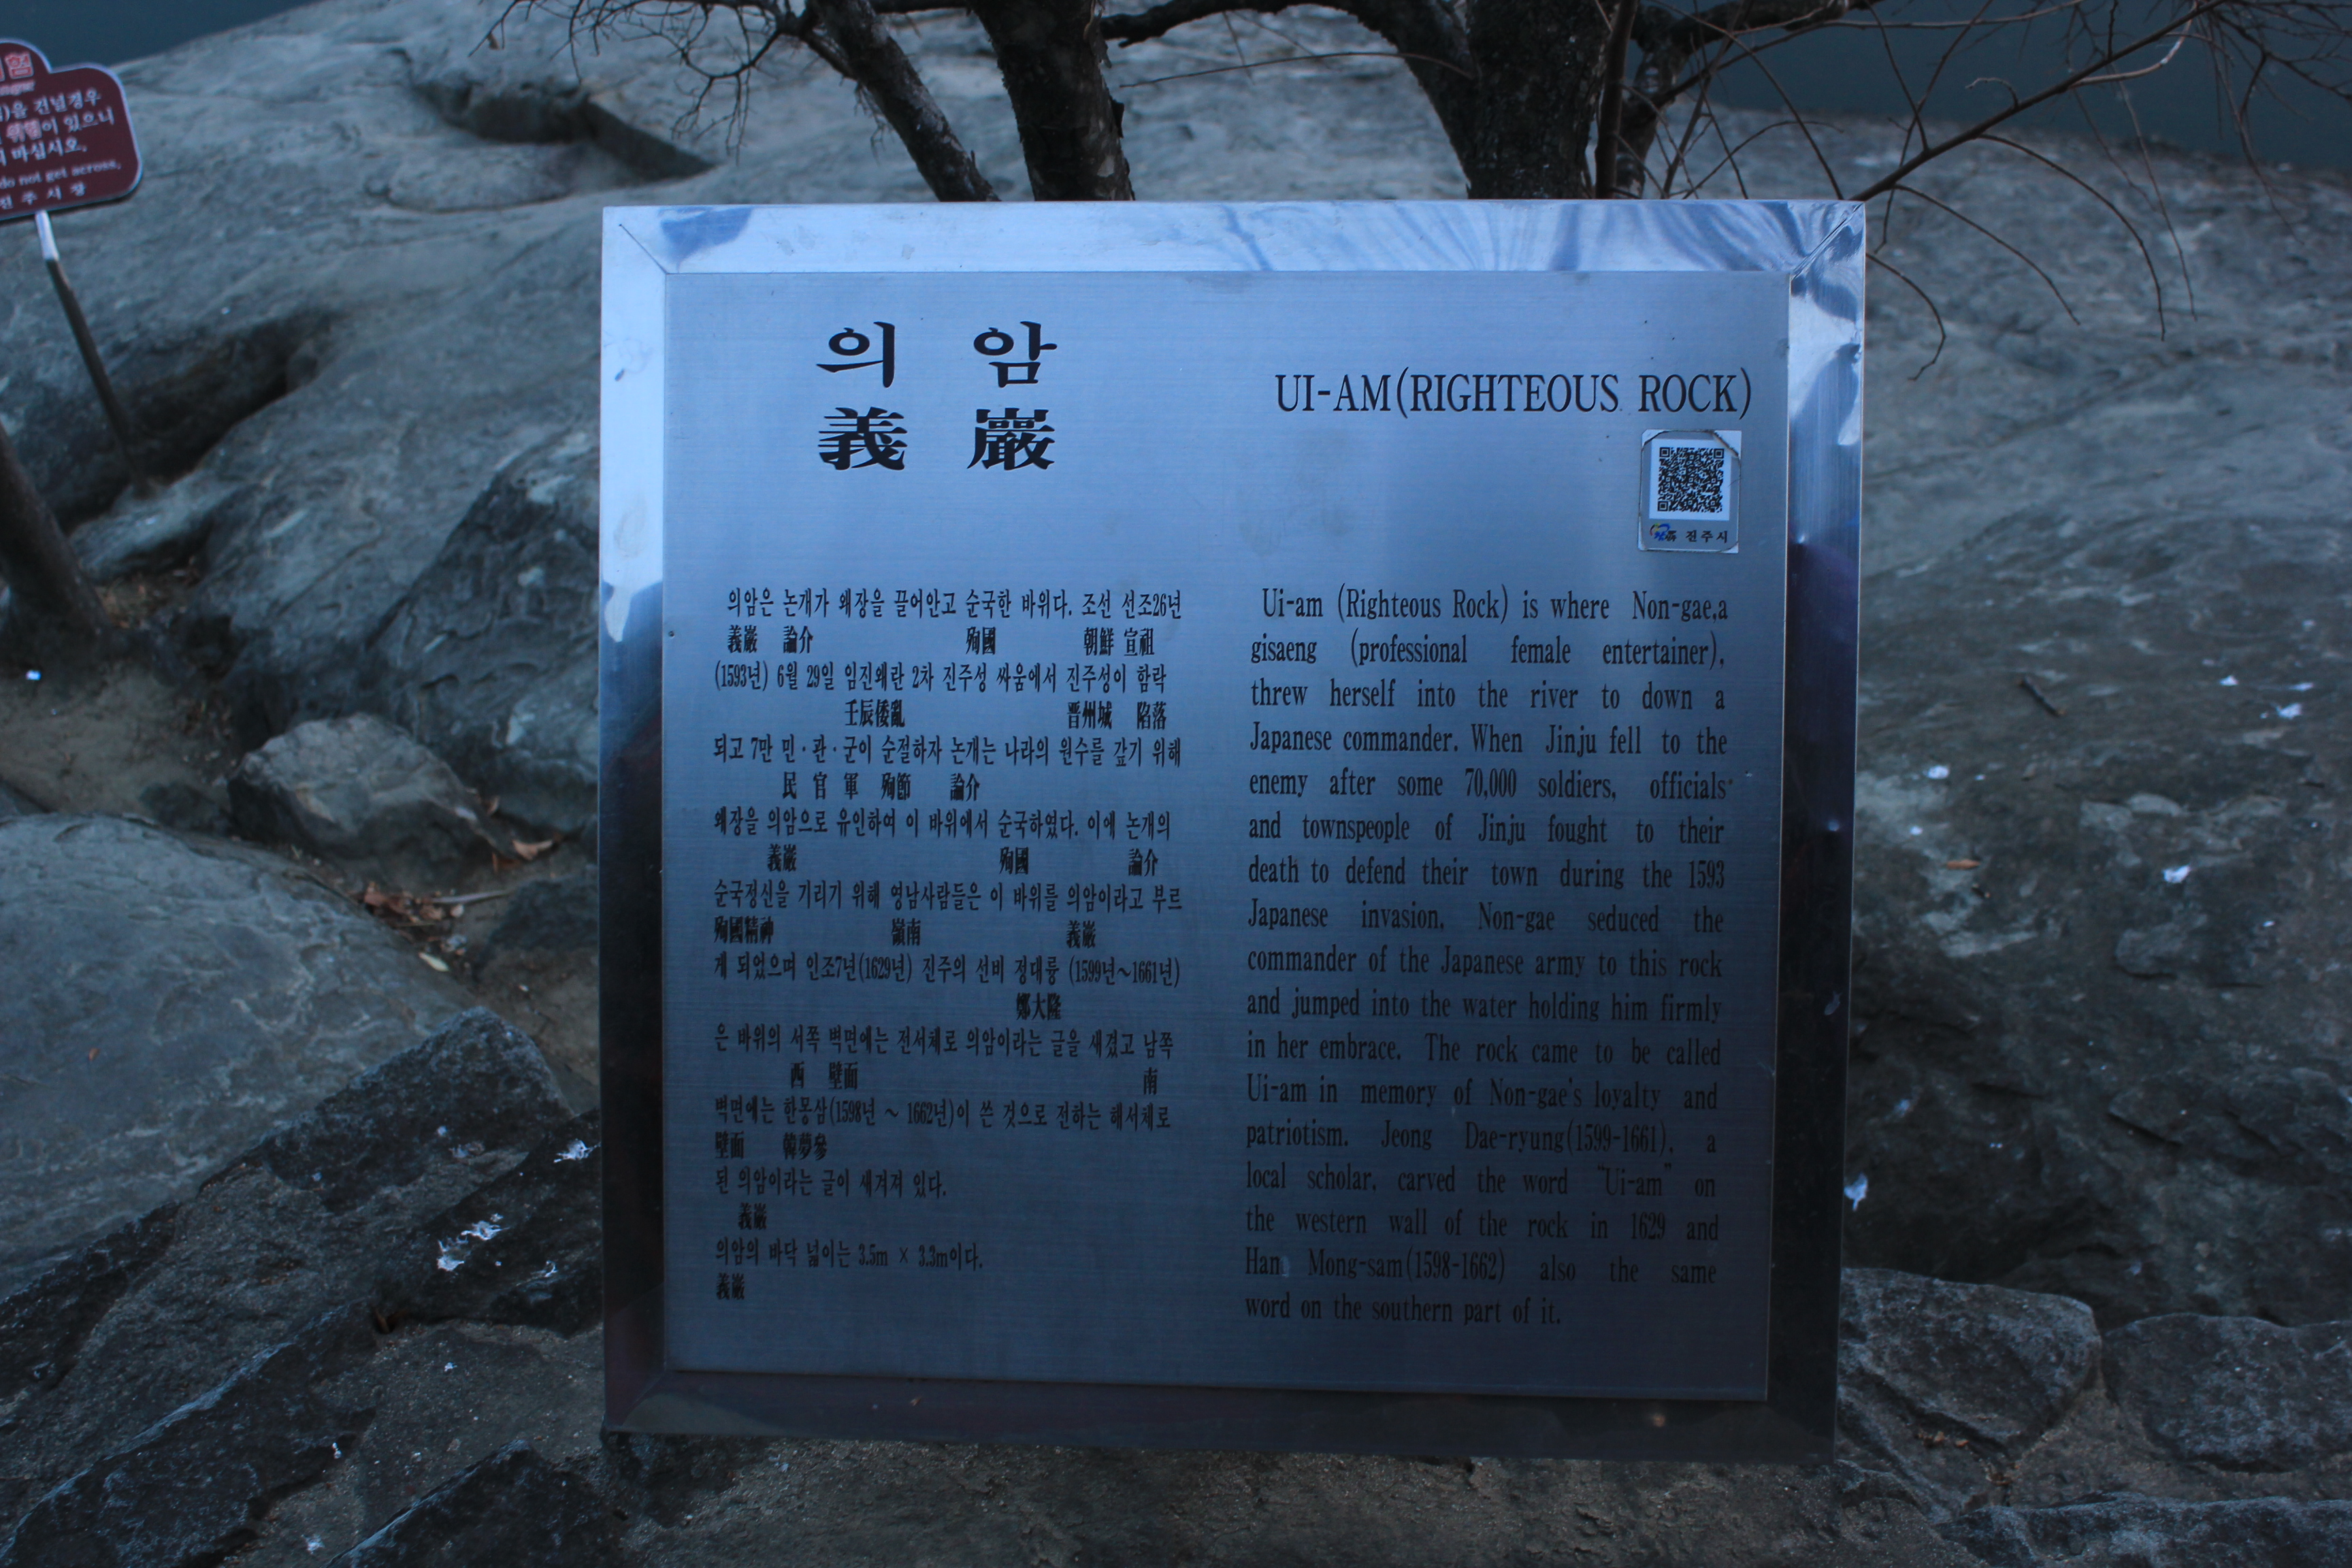 을 건널경우
이 있으니
마십시오.
do not get across.
진 주 시 장
의 암
義 巖
UI-AM(RIGHTEOUS ROCK)
진주시
의암은 논개가 왜장을 끌어안고 순국한 바위다. 조선 선조26년
義巖 論介 殉國 朝鮮 宣祖
(1593년) 6월 29일 임진왜란 2차 진주성 싸움에서 진주성이 함락
壬辰倭亂 晋州城 陷落
되고 7만 민·관·군이 순절하자 논개는 나라의 원수를 갚기 위해
民 官 軍 殉節 論介
왜장을 의암으로 유인하여 이 바위에서 순국하였다. 이에 논개의
義巖 殉國 論介
순국정신을 기리기 위해 영남사람들은 이 바위를 의암이라고 부르
殉國精神 嶺南 義巖
게 되었으며 인조7년(1629년) 진주의 선비 정대륭 (1599년~1661년)
鄭大隆
은 바위의 서쪽 벽면에는 전서체로 의암이라는 글을 새겼고 남쪽
西 壁面 南
벽면에는 한몽삼(1598년 ~ 1662년)이 쓴 것으로 전하는 해서체로
壁面 韓夢參
된 의암이라는 글이 새겨져 있다.
義巖
의암의 바닥 넓이는 3.5m × 3.3m이다.
義巖
Ui-am (Righteous Rock) is where Non-gae,a
gisaeng (professional female entertainer),
threw herself into the river to down a
Japanese commander. When Jinju fell to the
enemy after some 70,000 soldiers, officials
and townspeople of Jinju fought to their
death to defend their town during the 1593
Japanese invasion, Non-gae seduced the
commander of the Japanese army to this rock
and jumped into the water holding him firmly
in her embrace. The rock came to be called
Ui-am in memory of Non-gae's loyalty and
patriotism. Jeong Dae-ryung(1599-1661), a
local scholar, carved the word "Ui-am" on
the western wall of the rock in 1629 and
Han Mong-sam(1598-1662) also the same
word on the southern part of it.